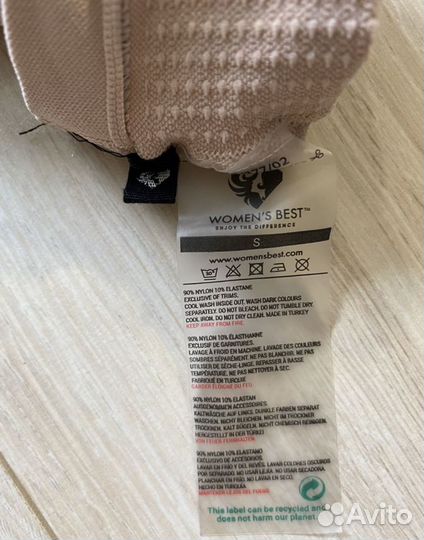 WOMEN'S BEST™
ENJOY THE DIFFERENCE
S
www.womensbest.com
90% NYLON 10% ELASTANE
EXCLUSIVE OF TRIMS.
COOL WASH INSIDE OUT, WASH DARK COLOURS
SEPARATELY. DO NOT BLEACH. DO NOT TUMBLE DRY.
COOL IRON. DO NOT DRY CLEAN. MADE IN TURKEY
KEEP AWAY FROM FIRE.
90% NYLON 10% ELASTHANNE
EXCLUSIF DE GARNITURES.
LAVAGE À FROID EN MACHINE. LAVAGE DES COULEURS
SOMBRES SÉPARÉMENT. NE PAS BLANCHIR. NE PAS
UTILISER DE SÈCHE-LINGE. REPASSER À BASSE
TEMPÉRATURE. NE PAS NETTOYER À SEC.
FABRIQUÉ EN TURQUIE
GARDER ÉLOIGNÉ DU FEU
90% NYLON 10% ELASTAN
AUSGENOMMEN ACCESSOIRES.
KALTWÄSCHE AUF LINKS, DUNKLE FARBEN SEPARAT
WASCHEN. NICHT BLEICHEN. NICHT IM TROCKNER
TROCKNEN. KALT BÜGELN. NICHT CHEMISCH REINIGEN.
HERGESTELLT IN DER TÜRKEI
VON FEUER FERNHALTEN
90% NYLON 10% ELASTANO
EXCLUSIVO DE ACCESORIOS.
LAVAR EN FRÍO Y DEL REVÉS. LAVAR COLORES OSCUROS
POR SEPARADO. NO USAR LEJÍA. NO USAR SECADORA.
PLANCHA EN FRÍO. NO LAVAR EN SECO.
HECHO EN TURQUÍA
MANTENER LEJOS DEL FUEGO
This label can be recycled and
does not harm our planet
Avito